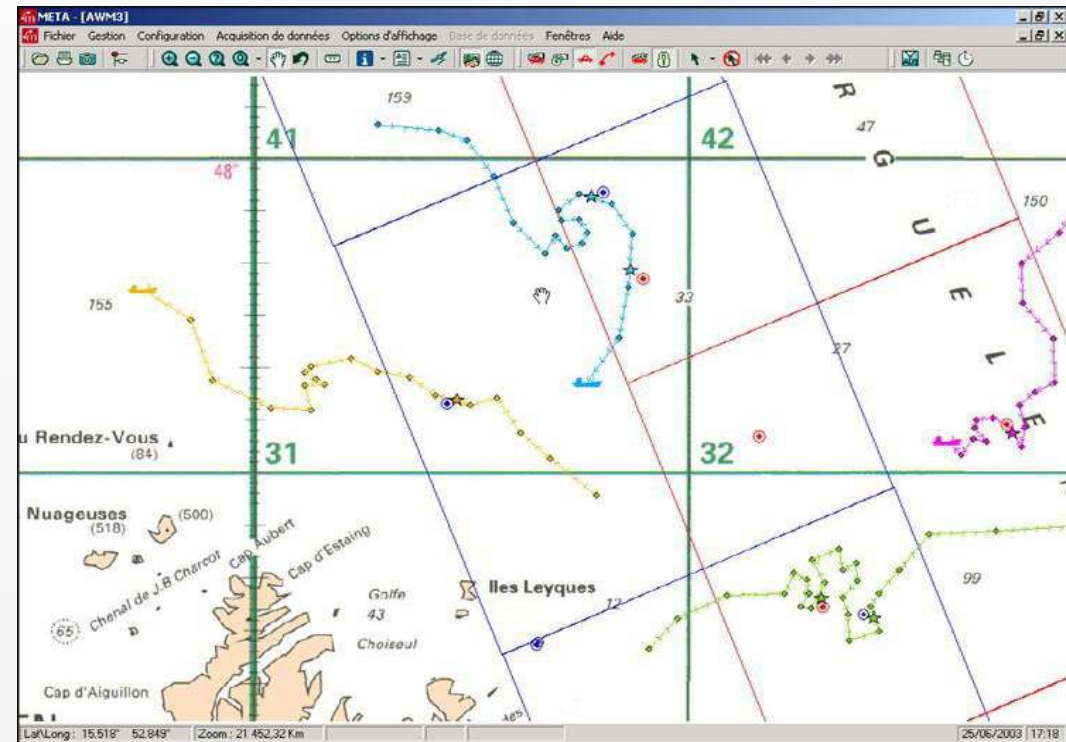 META - [AWM3]
Fichier Gestion Configuration Acquisition de données Options d'affichage Base de données Fenêtres Aide
159
41
42
R
47
G
48°
U
150
E
155
33
L
27
E
u Rendez-Vous
(84)
31
32
Nuageuses
(518)
(500)
Cap Aubert
Cap d'Estaing
Chenal de J.B Charcot
Iles Leyques
99
Golfe
43
12
65
Choiseul
Cap d'Aiguillon
Lat\Long : 15.518° 52.849° Zoom : 21 452,32 Km 25/06/2003 17:18